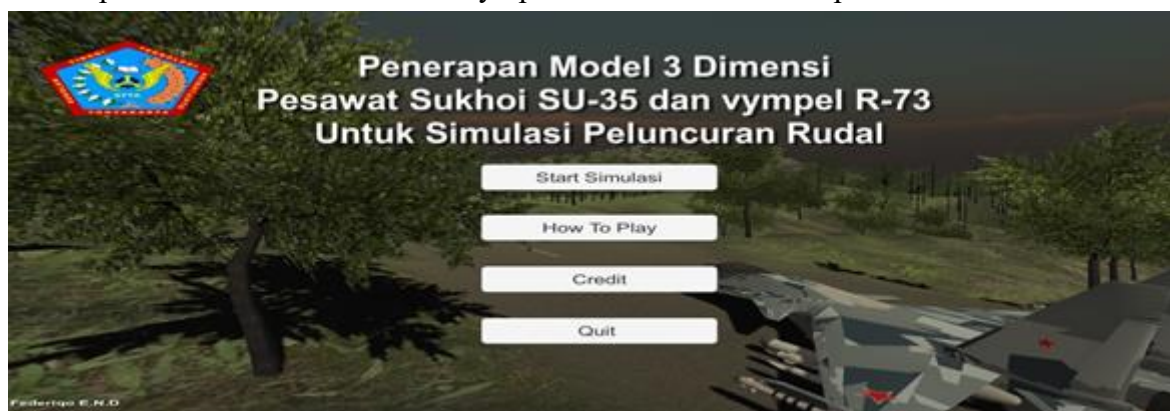 Penerapan Model 3 Dimensi
Pesawat Sukhoi SU-35 dan vympel R-73
Untuk Simulasi Peluncuran Rudal
Start Simulasi
How To Play
Credit
Quit
Federiqo E.N.D